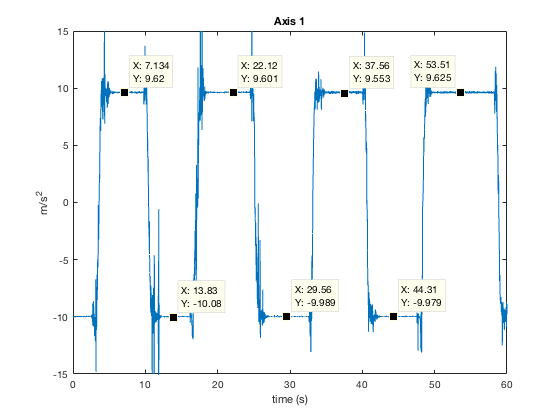 Axis 1
15
X: 7.134
Y: 9.62
X: 22.12
Y: 9.601
X: 37.56
Y: 9.553
X: 53.51
Y: 9.625
10
5
m/s2
0
-5
X: 13.83
Y: -10.08
X: 29.56
Y: -9.989
X: 44.31
Y: -9.979
-10
-15
0 10 20 30 40 50 60
time (s)